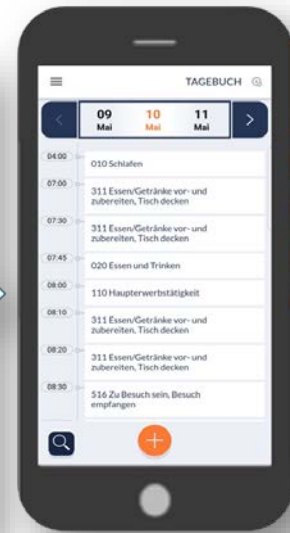 TAGEBUCH
09 10 11
Mai Mai Mai
04:00 010 Schlafen
07:00 311 Essen/Getränke vor- und
zubereiten, Tisch decken
07:30 311 Essen/Getränke vor- und
zubereiten, Tisch decken
07:45 020 Essen und Trinken
08:00 110 Haupterwerbstätigkeit
08:10 311 Essen/Getränke vor- und
zubereiten, Tisch decken
08:20 311 Essen/Getränke vor- und
zubereiten, Tisch decken
08:30 516 Zu Besuch sein, Besuch
empfangen